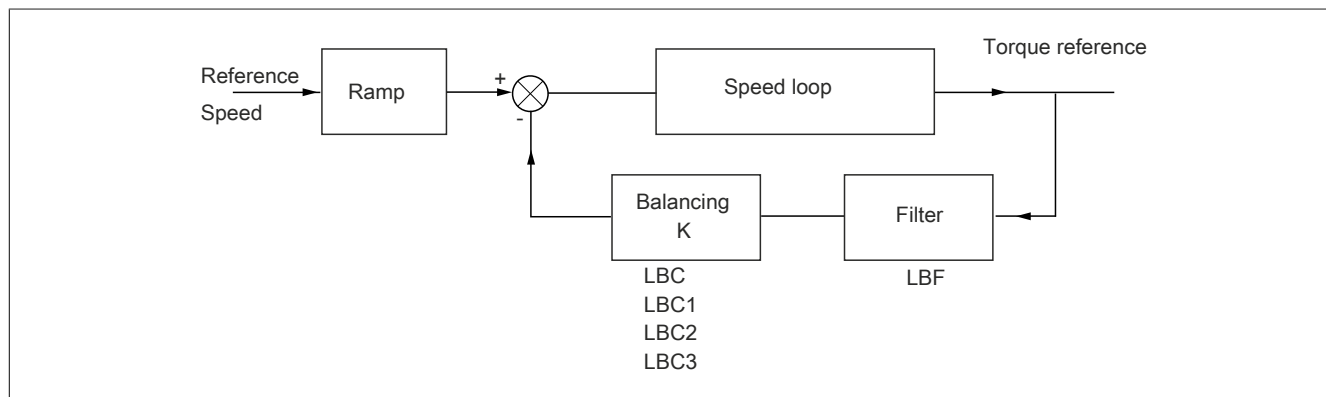 Torque reference
Reference
Speed
Ramp
+
-
Speed loop
Balancing
K
Filter
LBC
LBC1
LBC2
LBC3
LBF